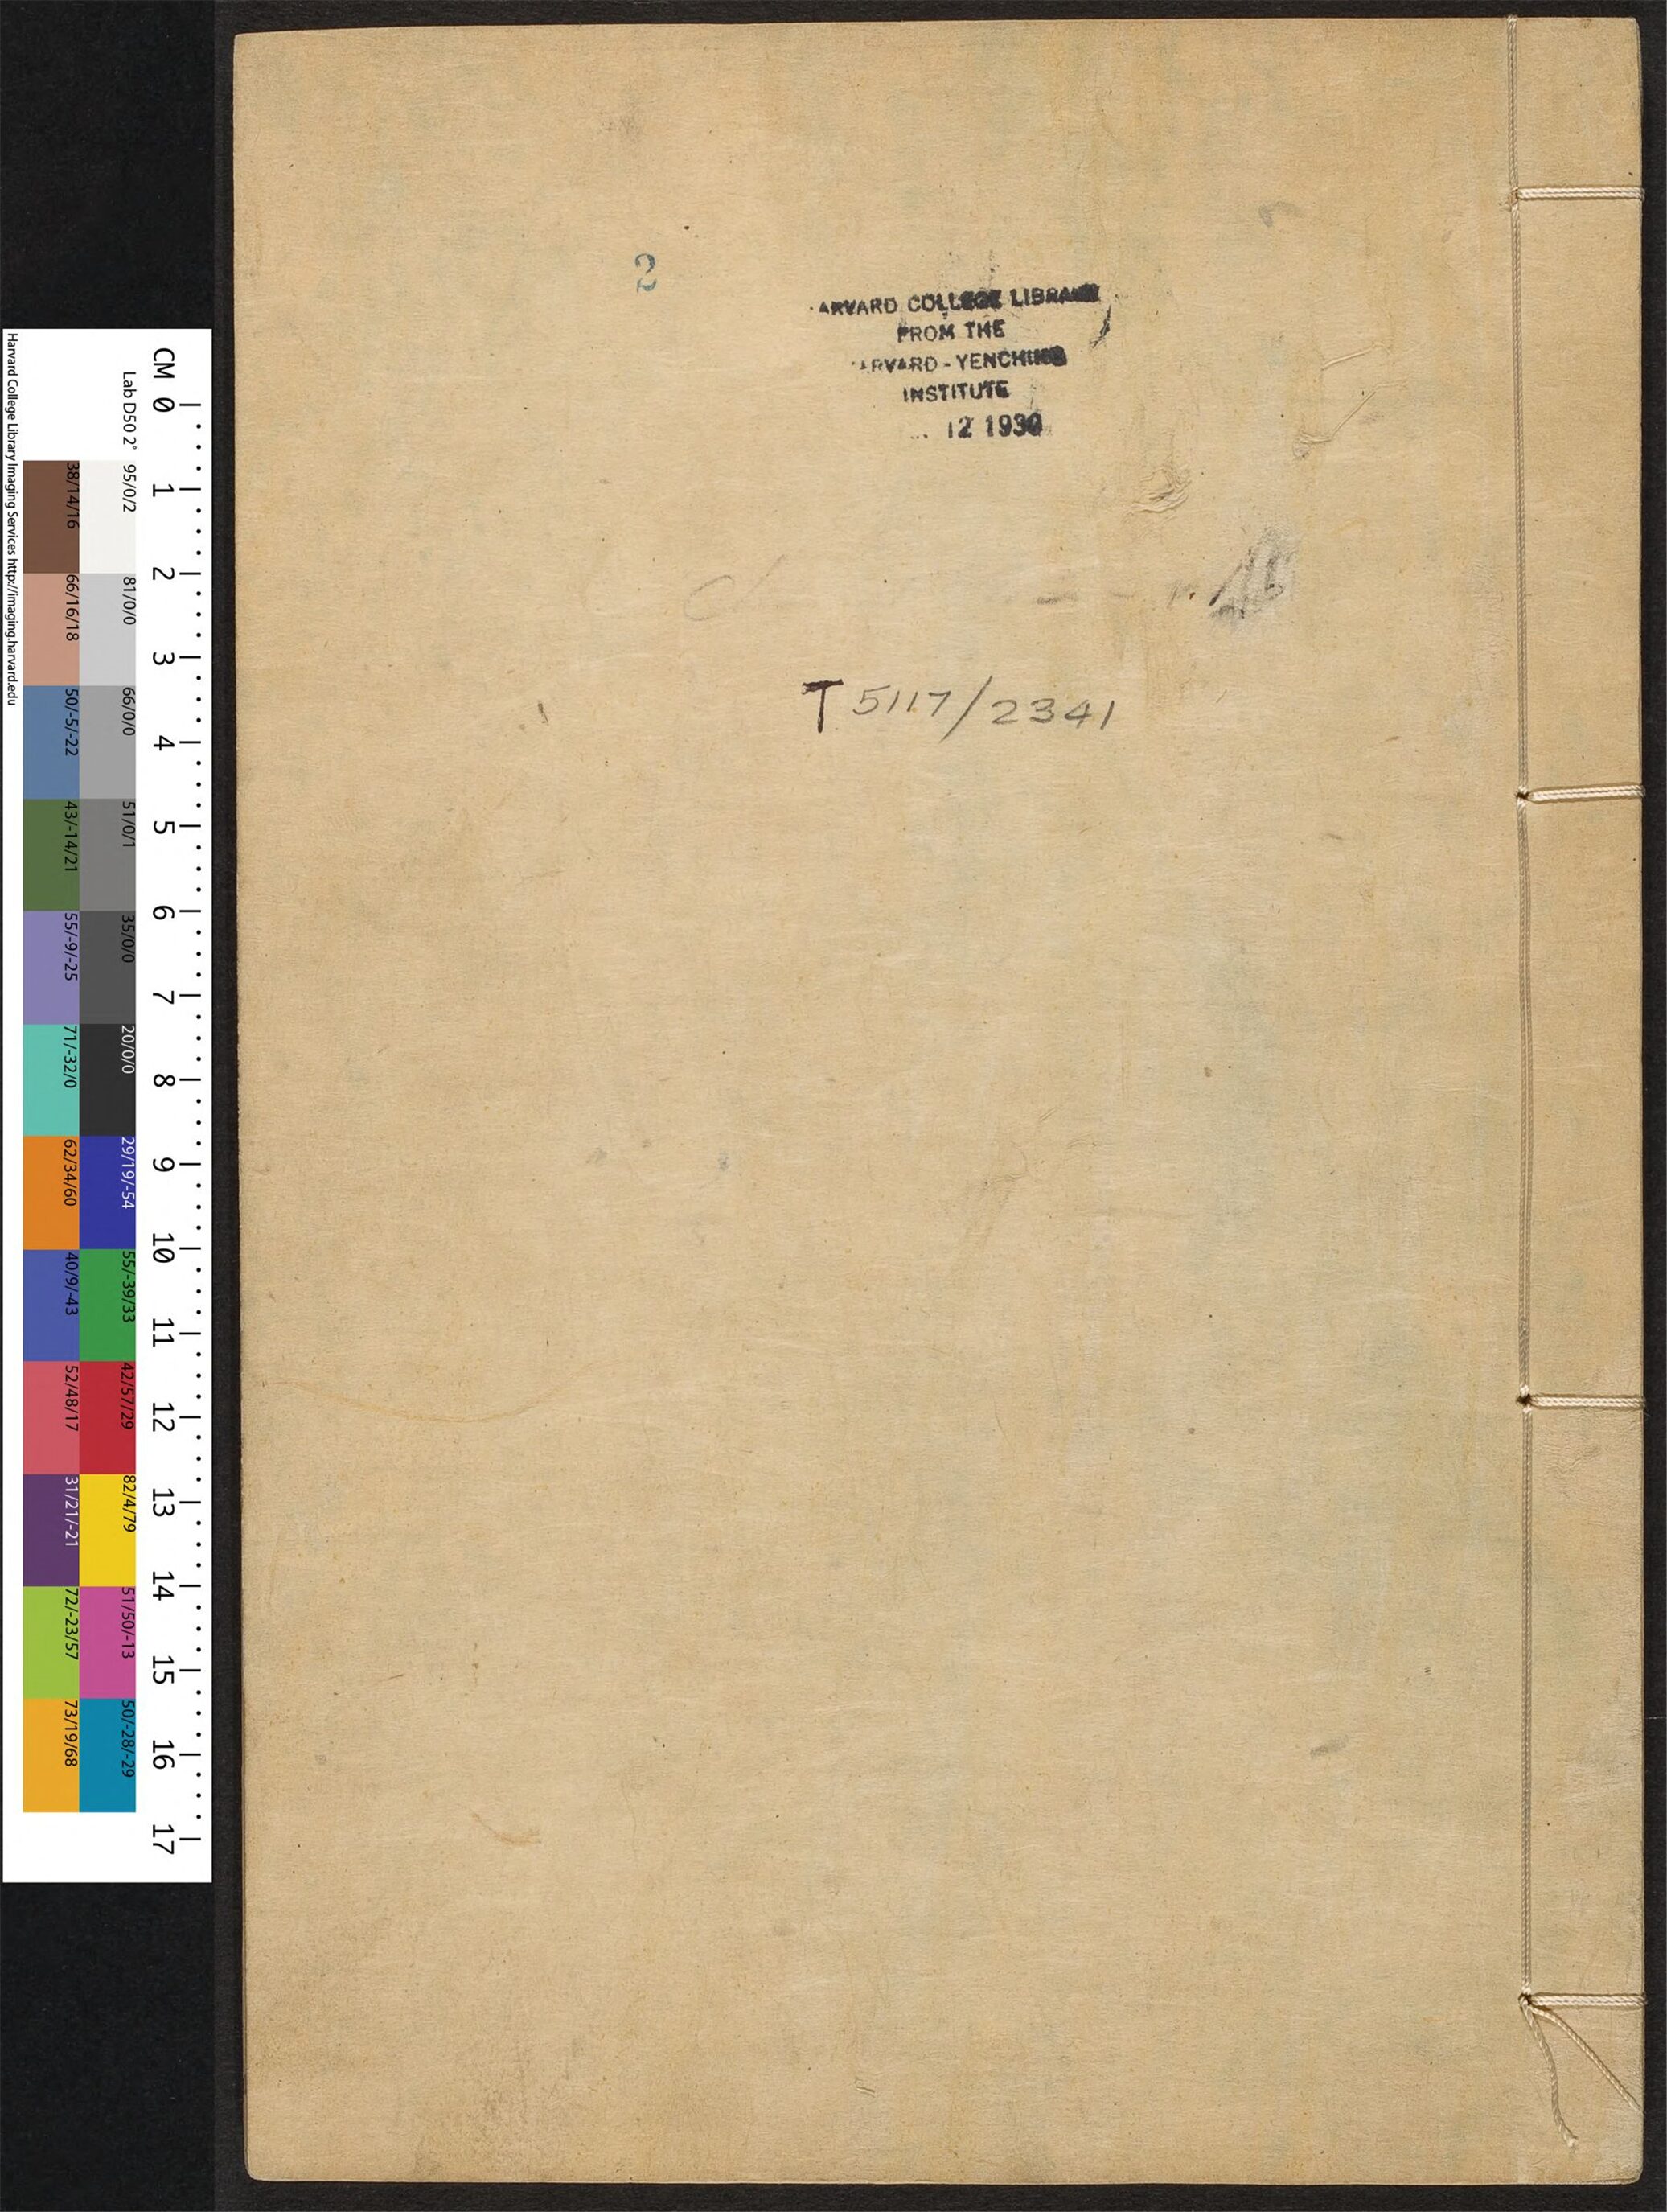 2
ARVARD COLLEGE LIBRARY
FROM THE
ARVARD-YENCHING
INSTITUTE
12 1930
T 5117/2341
CM 0 1 2 3 4 5 6 7 8 9 10 11 12 13 14 15 16 17
Lab D50 2° 95/0/2 81/0/0 66/0/0 51/0/1 35/0/0 20/0/0 29/19/-54 55/-39/33 42/57/29 82/4/79 51/50/-13 50/-28/-29
38/14/16 66/16/18 50/-5/-22 43/-14/21 55/-9/-25 71/-32/0 62/34/60 40/9/-43 52/48/17 31/21/-21 72/-23/57 73/19/68
Harvard College Library Imaging Services http://imaging.harvard.edu